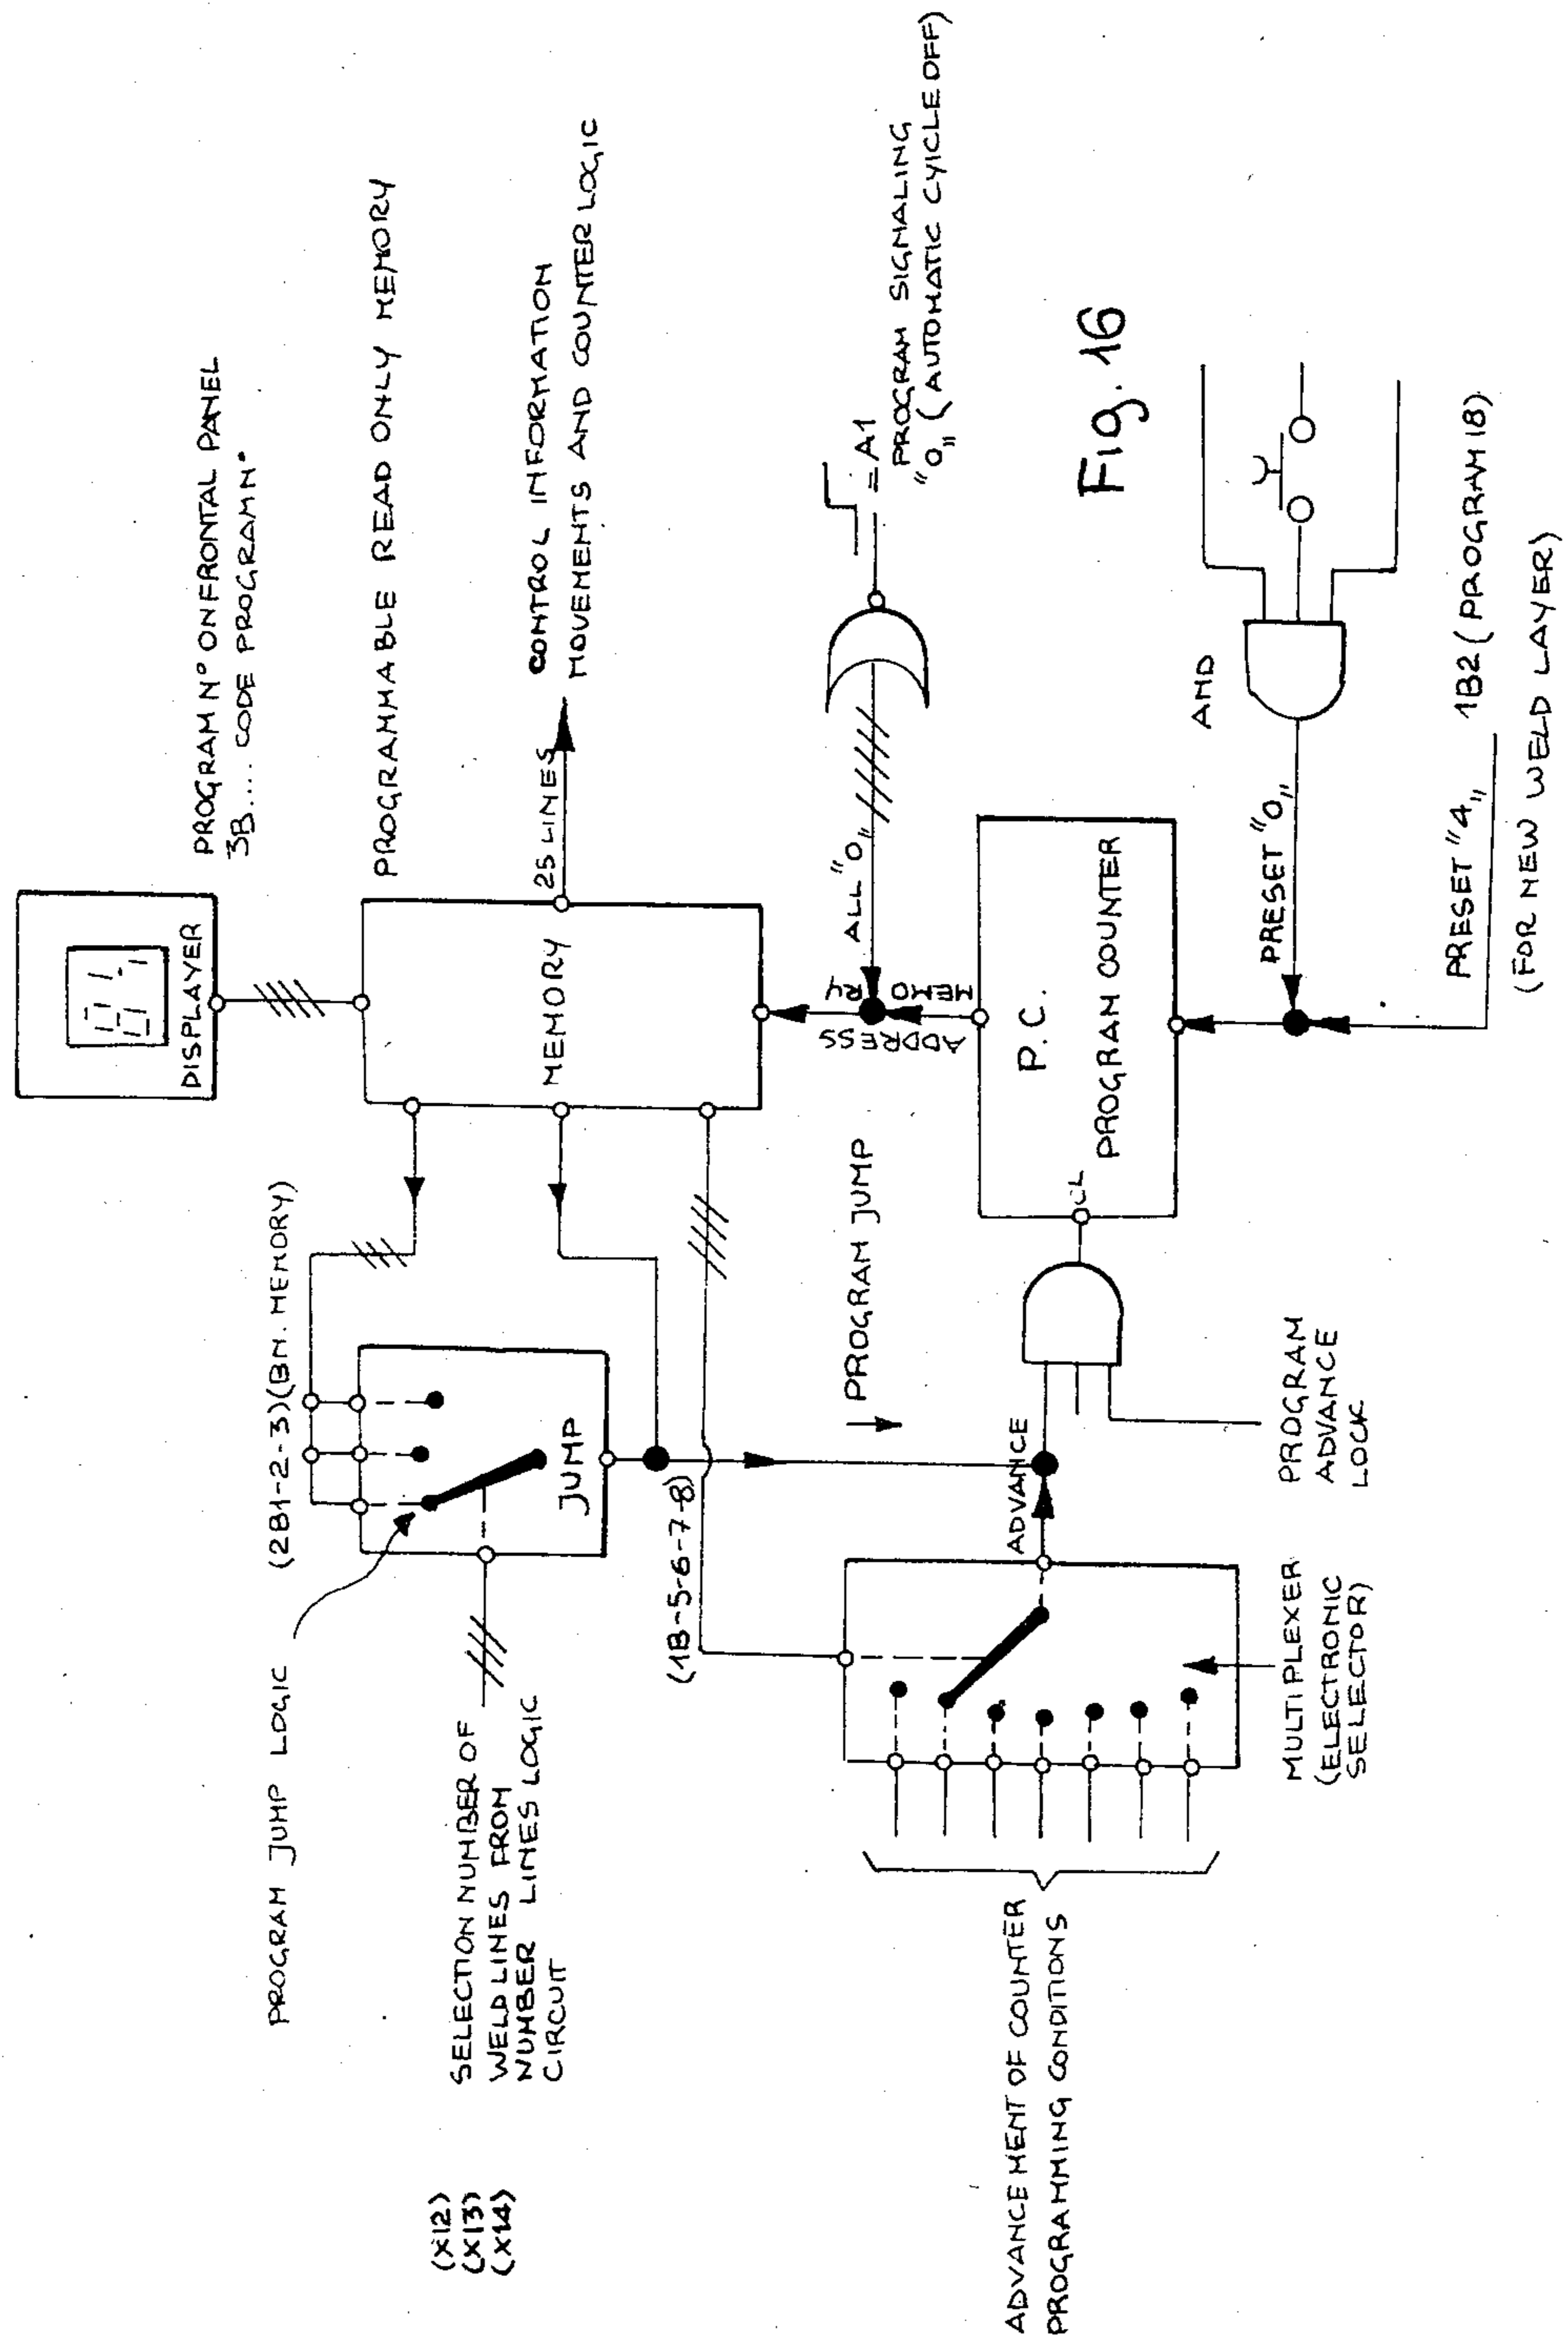 PROGRAM N° ON FRONTAL PANEL
3B.... CODE PROGRAM N°
DISPLAYER
PROGRAMMABLE READ ONLY MEMORY
MEMORY
25 LINES
CONTROL INFORMATION
MOVEMENTS AND COUNTER LOGIC
(2B1-2-3)(BN. MEMORY)
PROGRAM JUMP LOGIC
JUMP
(X12)
(X13)
(X14)
SELECTION NUMBER OF
WELD LINES FROM
NUMBER LINES LOGIC
CIRCUIT
(1B-5-6-7-8)
PROGRAM JUMP
ADDRESS
MEMORY
ALL "0"
= A1
PROGRAM SIGNALING
"0" (AUTOMATIC CYICLE OFF)
ADVANCE
CL
P.C.
PROGRAM COUNTER
ADVANCEMENT OF COUNTER
PROGRAMMING CONDITIONS
MULTIPLEXER
(ELECTRONIC
SELECTOR)
PROGRAM
ADVANCE
LOCK
AND
PRESET "0"
PRESET "4"
1B2 (PROGRAM 18)
(FOR NEW WELD LAYER)
Fig. 16